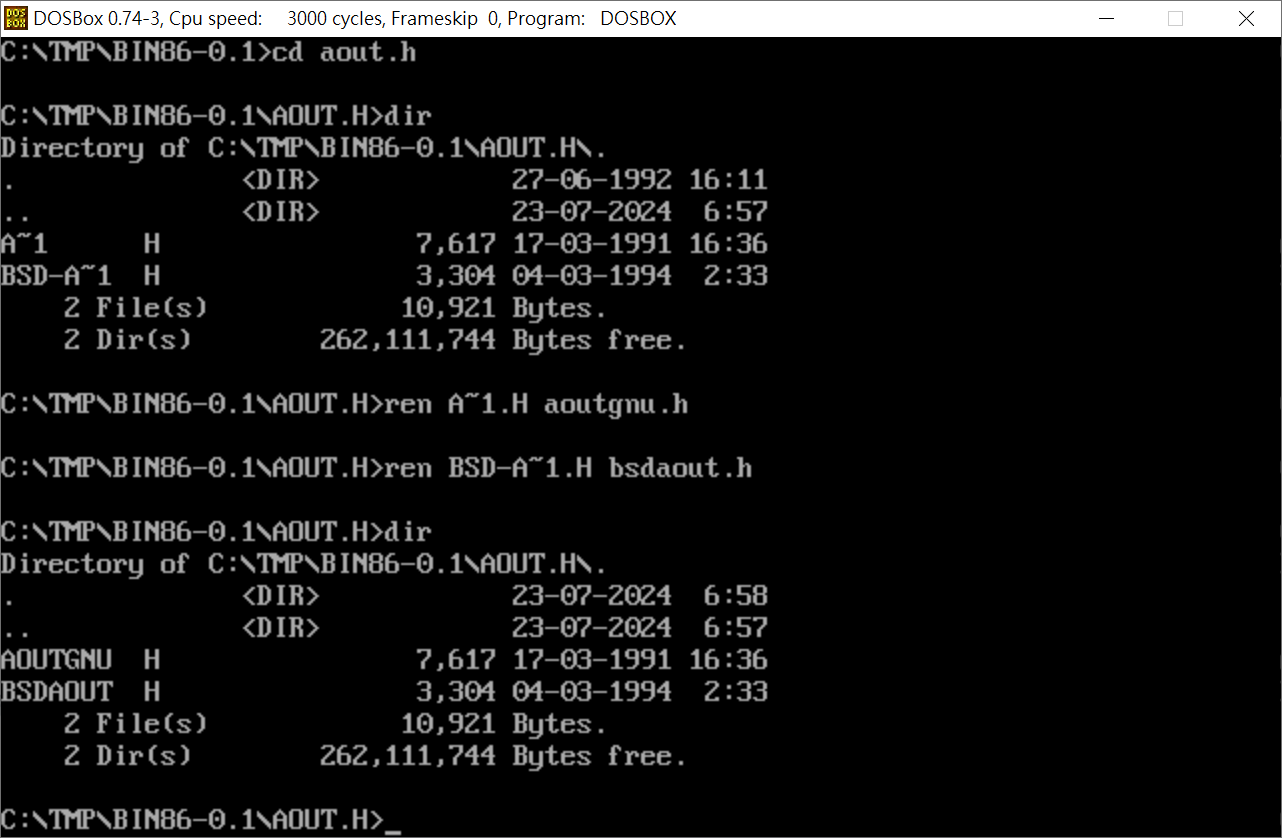 DOS
BOX
DOSBox 0.74-3, Cpu speed:    3000 cycles, Frameskip  0, Program:   DOSBOX
C:\TMP\BIN86-0.1>cd aout.h
C:\TMP\BIN86-0.1\AOUT.H>dir
Directory of C:\TMP\BIN86-0.1\AOUT.H\.
.              <DIR>            27-06-1992 16:11
..             <DIR>            23-07-2024  6:57
A~1      H                7,617 17-03-1991 16:36
BSD-A~1  H                3,304 04-03-1994  2:33
    2 File(s)            10,921 Bytes.
    2 Dir(s)        262,111,744 Bytes free.
C:\TMP\BIN86-0.1\AOUT.H>ren A~1.H aoutgnu.h
C:\TMP\BIN86-0.1\AOUT.H>ren BSD-A~1.H bsdaout.h
C:\TMP\BIN86-0.1\AOUT.H>dir
Directory of C:\TMP\BIN86-0.1\AOUT.H\.
.              <DIR>            23-07-2024  6:58
..             <DIR>            23-07-2024  6:57
AOUTGNU  H                7,617 17-03-1991 16:36
BSDAOUT  H                3,304 04-03-1994  2:33
    2 File(s)            10,921 Bytes.
    2 Dir(s)        262,111,744 Bytes free.
C:\TMP\BIN86-0.1\AOUT.H>_